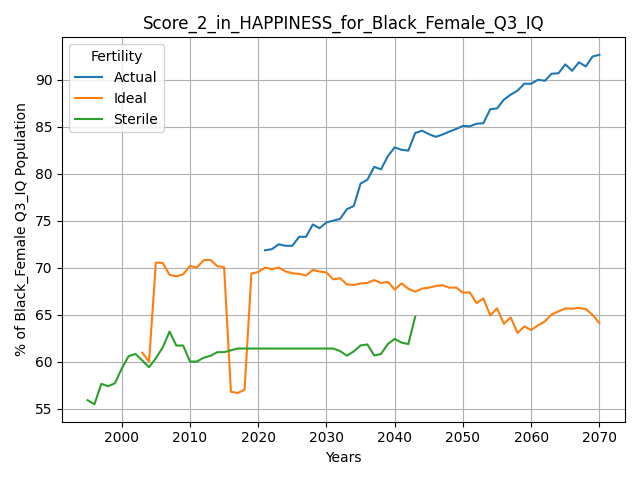 Score_2_in_HAPPINESS_for_Black_Female_Q3_IQ
Fertility
Actual
Ideal
Sterile
% of Black_Female Q3_IQ Population
90
85
80
75
70
65
60
55
2000
2010
2020
2030
2040
2050
2060
2070
Years